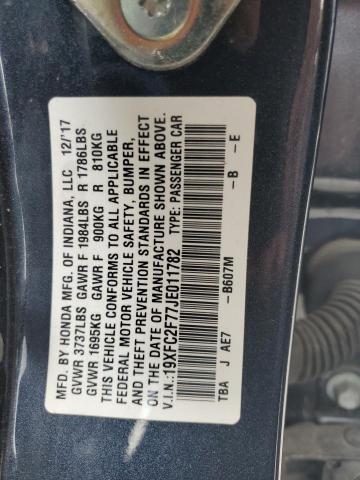 MFD. BY HONDA MFG. OF INDIANA, LLC 12/'17
GVWR 3737LBS GAWR F 1984LBS R 1786LBS
GVWR 1695KG GAWR F 900KG R 810KG
THIS VEHICLE CONFORMS TO ALL APPLICABLE
FEDERAL MOTOR VEHICLE SAFETY, BUMPER,
AND THEFT PREVENTION STANDARDS IN EFFECT
ON THE DATE OF MANUFACTURE SHOWN ABOVE.
V.I.N.:19XFC2F77JE011782 TYPE: PASSENGER CAR
TBA J AE7 -B607M -B -E